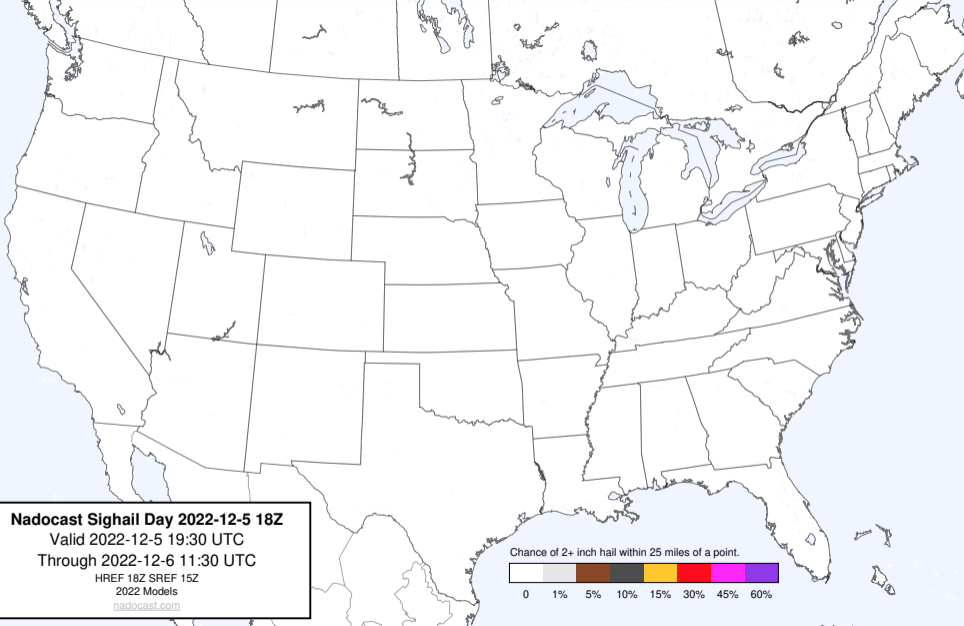 Nadocast Sighail Day 2022-12-5 18Z
Valid 2022-12-5 19:30 UTC
Through 2022-12-6 11:30 UTC
HREF 18Z SREF 15Z
2022 Models
nadocast.com
Chance of 2+ inch hail within 25 miles of a point.
0 1% 5% 10% 15% 30% 45% 60%